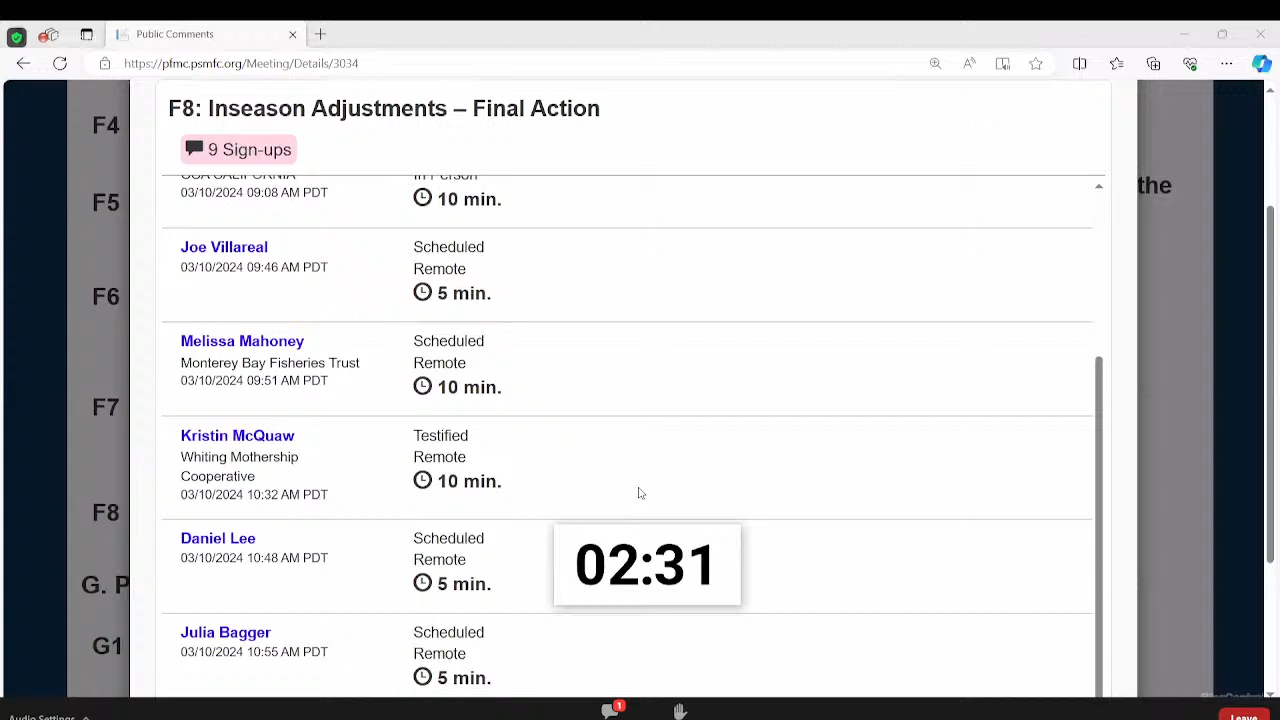 Public Comments
https://pfmc.psmfc.org/Meeting/Details/3034
F4
F5
F6
F7
F8
G. P
G1
the
F8: Inseason Adjustments – Final Action
9 Sign-ups
In Person
03/10/2024 09:08 AM PDT
10 min.
Joe Villareal
Scheduled
03/10/2024 09:46 AM PDT
Remote
5 min.
Melissa Mahoney
Scheduled
Monterey Bay Fisheries Trust
Remote
03/10/2024 09:51 AM PDT
10 min.
Kristin McQuaw
Testified
Whiting Mothership
Remote
Cooperative
10 min.
03/10/2024 10:32 AM PDT
Daniel Lee
Scheduled
03/10/2024 10:48 AM PDT
Remote
5 min.
02:31
Julia Bagger
Scheduled
03/10/2024 10:55 AM PDT
Remote
5 min.
1
Audio Settings
Leave